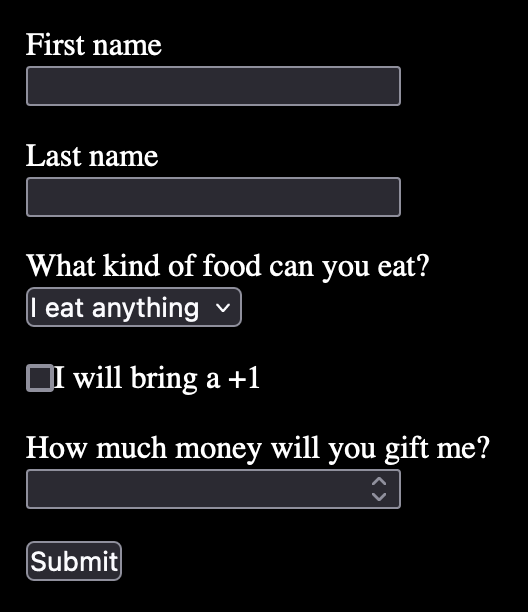 First name
Last name
What kind of food can you eat?
I eat anything
I will bring a +1
How much money will you gift me?
Submit